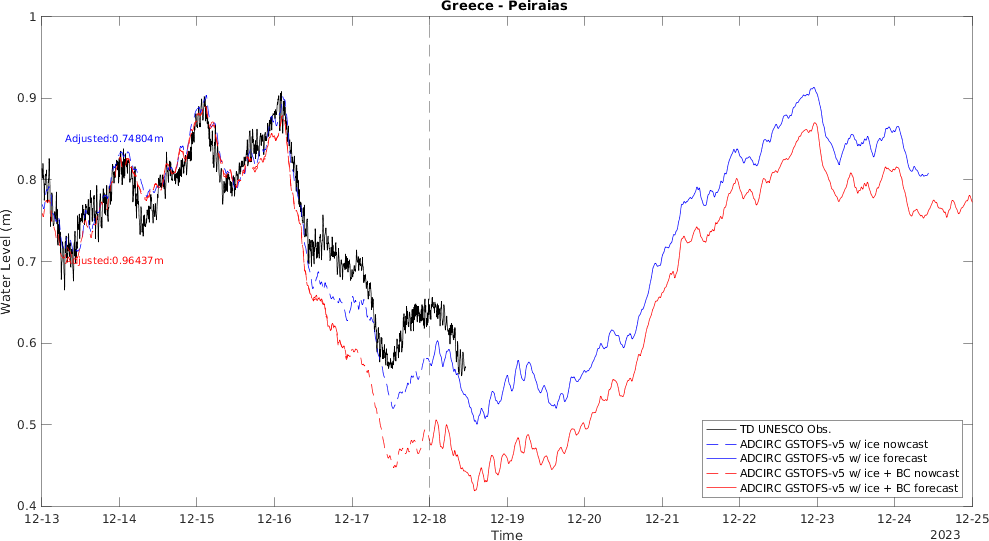 Greece - Peiraias
1
0.9
0.8
0.7
0.6
0.5
0.4
Water Level (m)
Adjusted:0.74804m
Adjusted:0.96437m
TD UNESCO Obs.
ADCIRC GSTOFS-v5 w/ ice nowcast
ADCIRC GSTOFS-v5 w/ ice forecast
ADCIRC GSTOFS-v5 w/ ice + BC nowcast
ADCIRC GSTOFS-v5 w/ ice + BC forecast
12-13 12-14 12-15 12-16 12-17 12-18 12-19 12-20 12-21 12-22 12-23 12-24 12-25
Time
2023